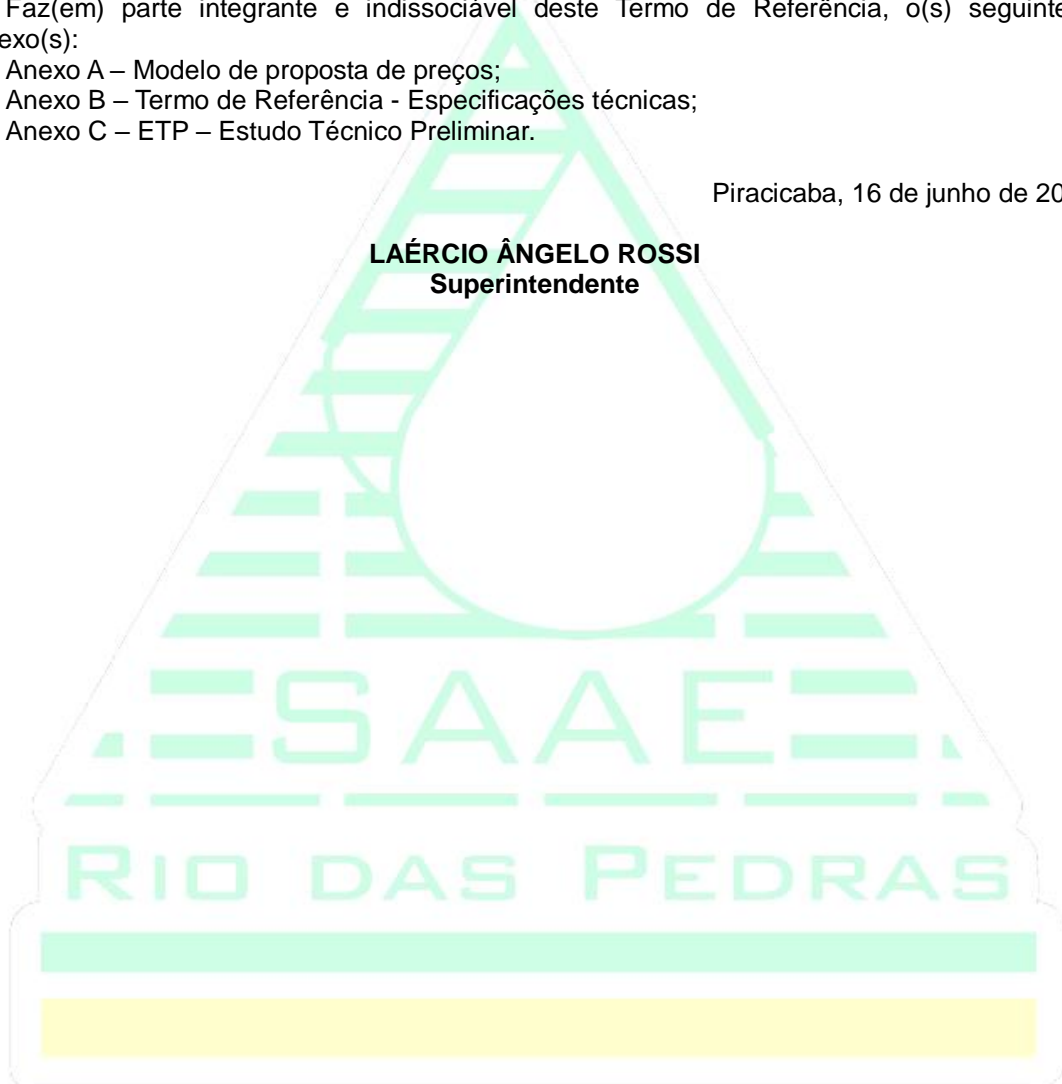 Faz(em) parte integrante e indissociável deste Termo de Referência, o(s) seguinte
exo(s):
Anexo A – Modelo de proposta de preços;
Anexo B – Termo de Referência - Especificações técnicas;
Anexo C – ETP – Estudo Técnico Preliminar.
Piracicaba, 16 de junho de 20
LAÉRCIO ÂNGELO ROSSI
Superintendente
SAAE
RIO DAS PEDRAS